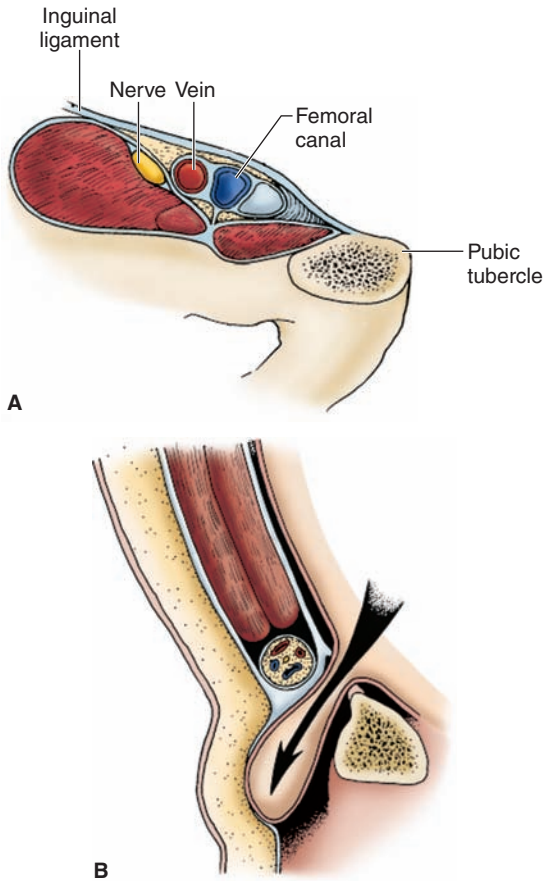 Inguinal
ligament
Nerve Vein
Femoral
canal
Pubic
tubercle
A
B